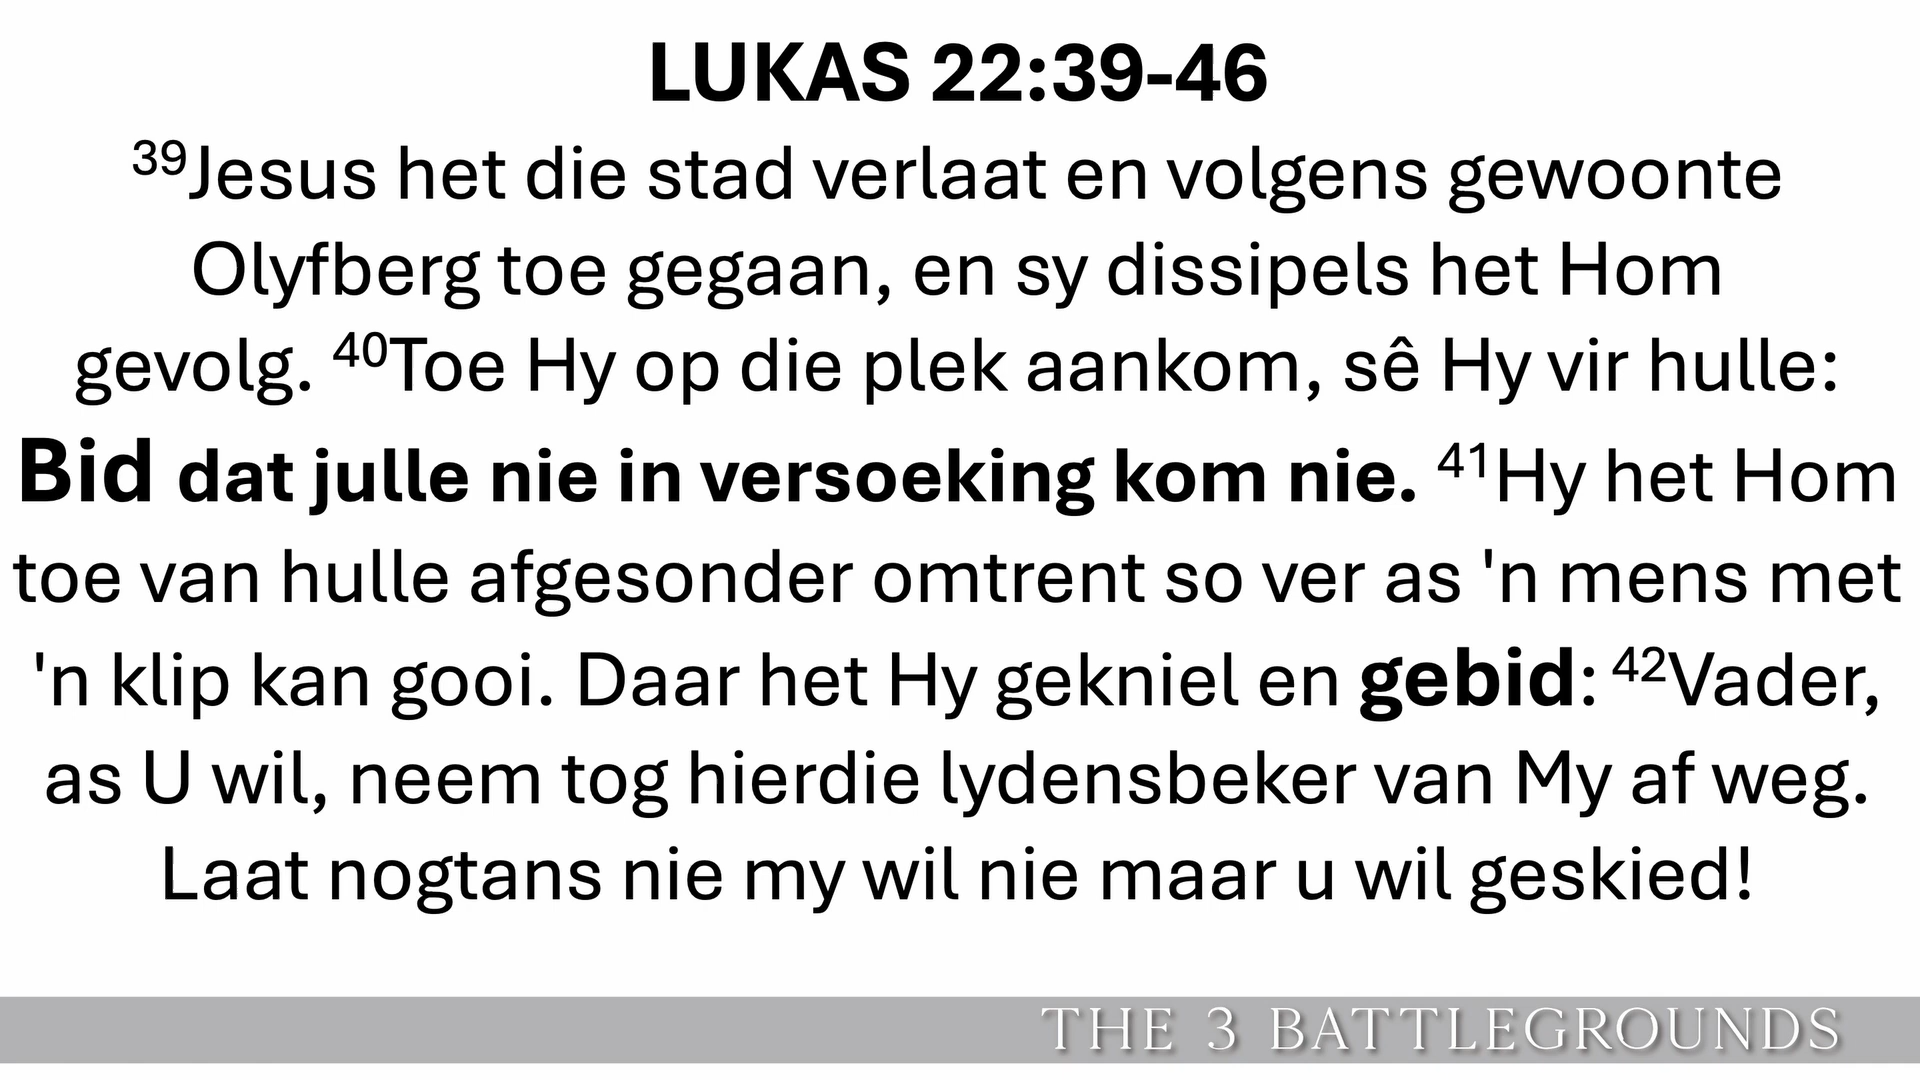 LUKAS 22:39-46
39Jesus het die stad verlaat en volgens gewoonte
Olyfberg toe gegaan, en sy dissipels het Hom
gevolg. 40Toe Hy op die plek aankom, sê Hy vir hulle:
Bid dat julle nie in versoeking kom nie. 41Hy het Hom
toe van hulle afgesonder omtrent so ver as 'n mens met
'n klip kan gooi. Daar het Hy gekniel en gebid: 42Vader,
as U wil, neem tog hierdie lydensbeker van My af weg.
Laat nogtans nie my wil nie maar u wil geskied!
THE 3 BATTLEGROUNDS